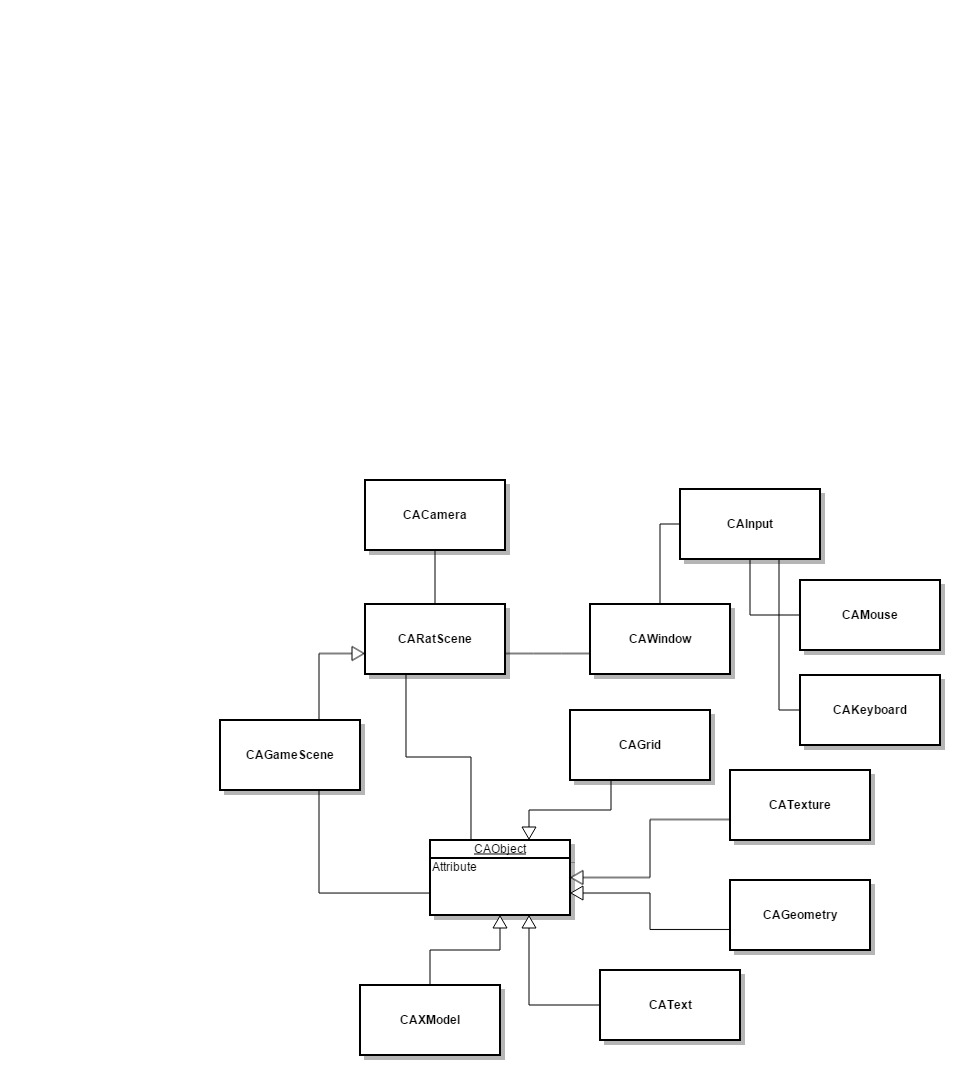 CACamera
CAInput
CAMouse
CARatScene
CAWindow
CAKeyboard
CAGameScene
CAGrid
CATexture
CAObject
Attribute
CAGeometry
CAText
CAXModel